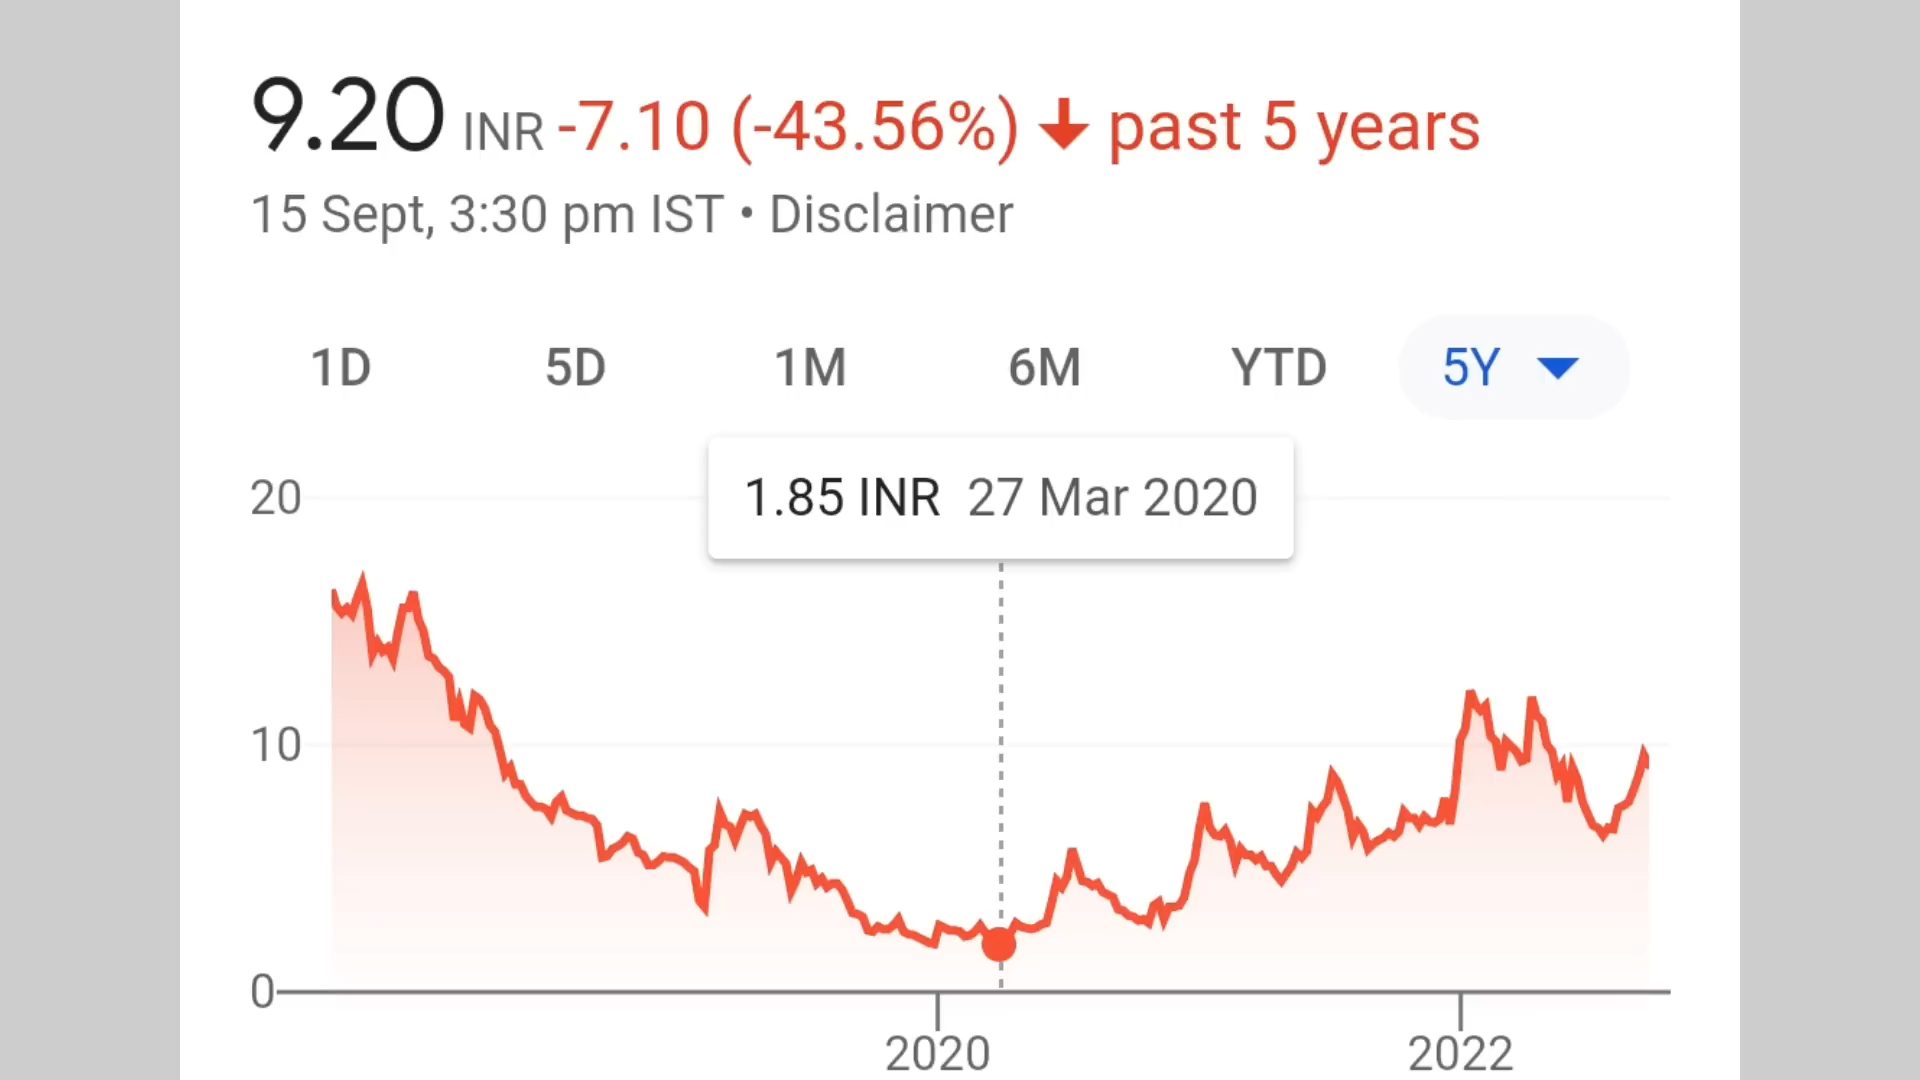 9.20 INR -7.10 (-43.56%) ↓ past 5 years
15 Sept, 3:30 pm IST • Disclaimer
1D 5D 1M 6M YTD 5Y
1.85 INR 27 Mar 2020
20
10
0
2020 2022